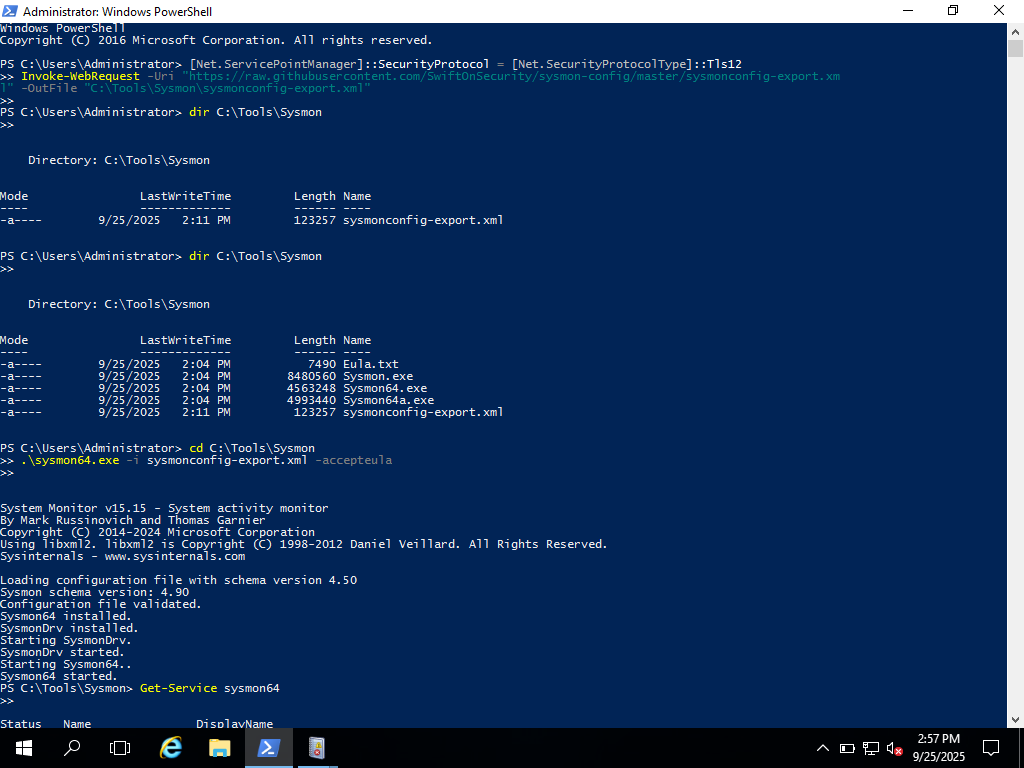 Administrator: Windows PowerShell
Windows PowerShell
Copyright (C) 2016 Microsoft Corporation. All rights reserved.
PS C:\Users\Administrator> [Net.ServicePointManager]::SecurityProtocol = [Net.SecurityProtocolType]::Tls12
>> Invoke-WebRequest -Uri "https://raw.githubusercontent.com/SwiftOnSecurity/sysmon-config/master/sysmonconfig-export.xm
l" -OutFile "C:\Tools\Sysmon\sysmonconfig-export.xml"
>>
PS C:\Users\Administrator> dir C:\Tools\Sysmon
>>
Directory: C:\Tools\Sysmon
Mode LastWriteTime Length Name
---- ------------- ------ ----
-a---- 9/25/2025 2:11 PM 123257 sysmonconfig-export.xml
PS C:\Users\Administrator> dir C:\Tools\Sysmon
>>
Directory: C:\Tools\Sysmon
Mode LastWriteTime Length Name
---- ------------- ------ ----
-a---- 9/25/2025 2:04 PM 7490 Eula.txt
-a---- 9/25/2025 2:04 PM 8480560 Sysmon.exe
-a---- 9/25/2025 2:04 PM 4563248 Sysmon64.exe
-a---- 9/25/2025 2:04 PM 4993440 Sysmon64a.exe
-a---- 9/25/2025 2:11 PM 123257 sysmonconfig-export.xml
PS C:\Users\Administrator> cd C:\Tools\Sysmon
>> .\sysmon64.exe -i sysmonconfig-export.xml -accepteula
>>
System Monitor v15.15 - System activity monitor
By Mark Russinovich and Thomas Garnier
Copyright (C) 2014-2024 Microsoft Corporation
Using libxml2. libxml2 is Copyright (C) 1998-2012 Daniel Veillard. All Rights Reserved.
Sysinternals - www.sysinternals.com
Loading configuration file with schema version 4.50
Sysmon schema version: 4.90
Configuration file validated.
Sysmon64 installed.
SysmonDrv installed.
Starting SysmonDrv.
SysmonDrv started.
Starting Sysmon64..
Sysmon64 started.
PS C:\Tools\Sysmon> Get-Service sysmon64
>>
Status Name DisplayName
2:57 PM
9/25/2025